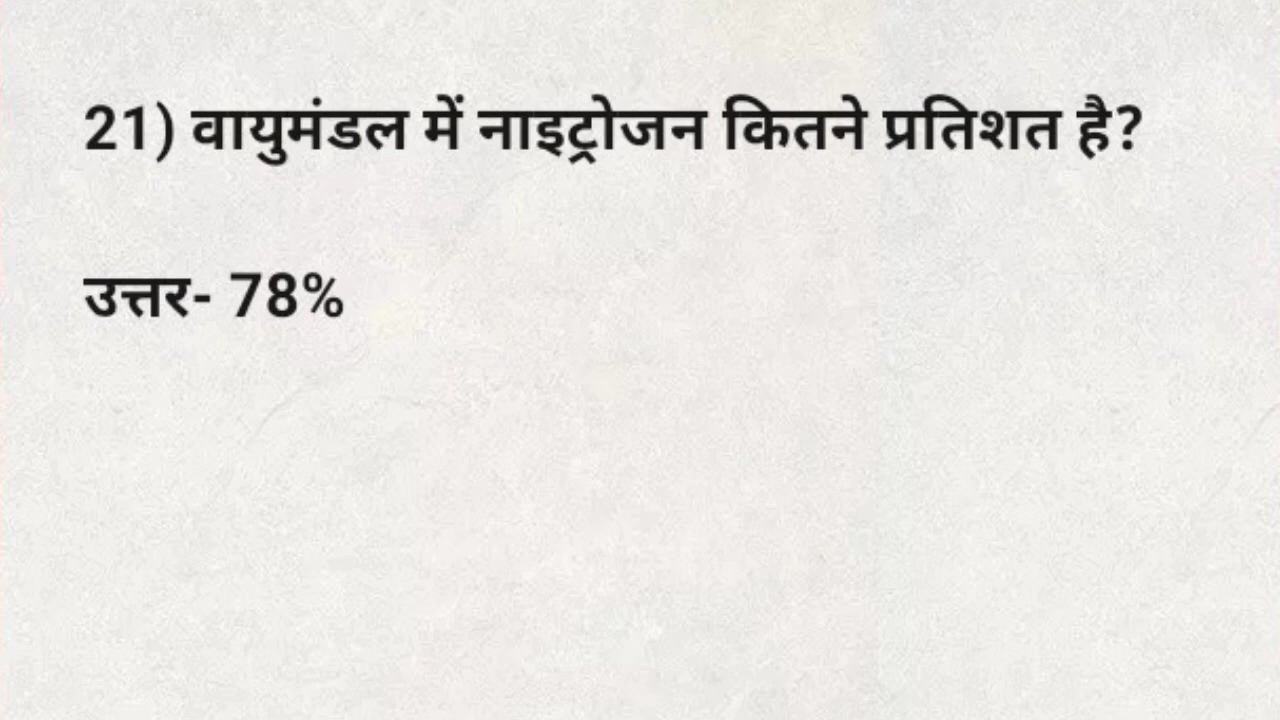 21) वायुमंडल में नाइट्रोजन कितने प्रतिशत है?
उत्तर- 78%